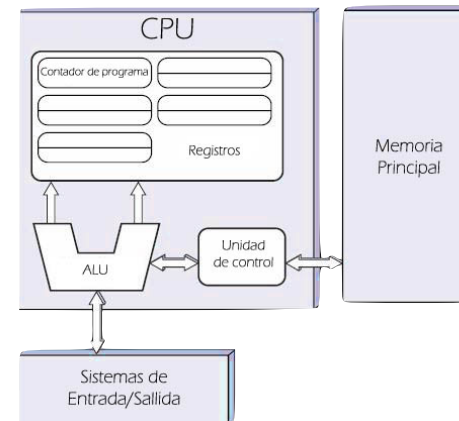 CPU
Contador de programa
Registros
Memoria
Principal
ALU
Unidad
de control
Sistemas de
Entrada/Sallida